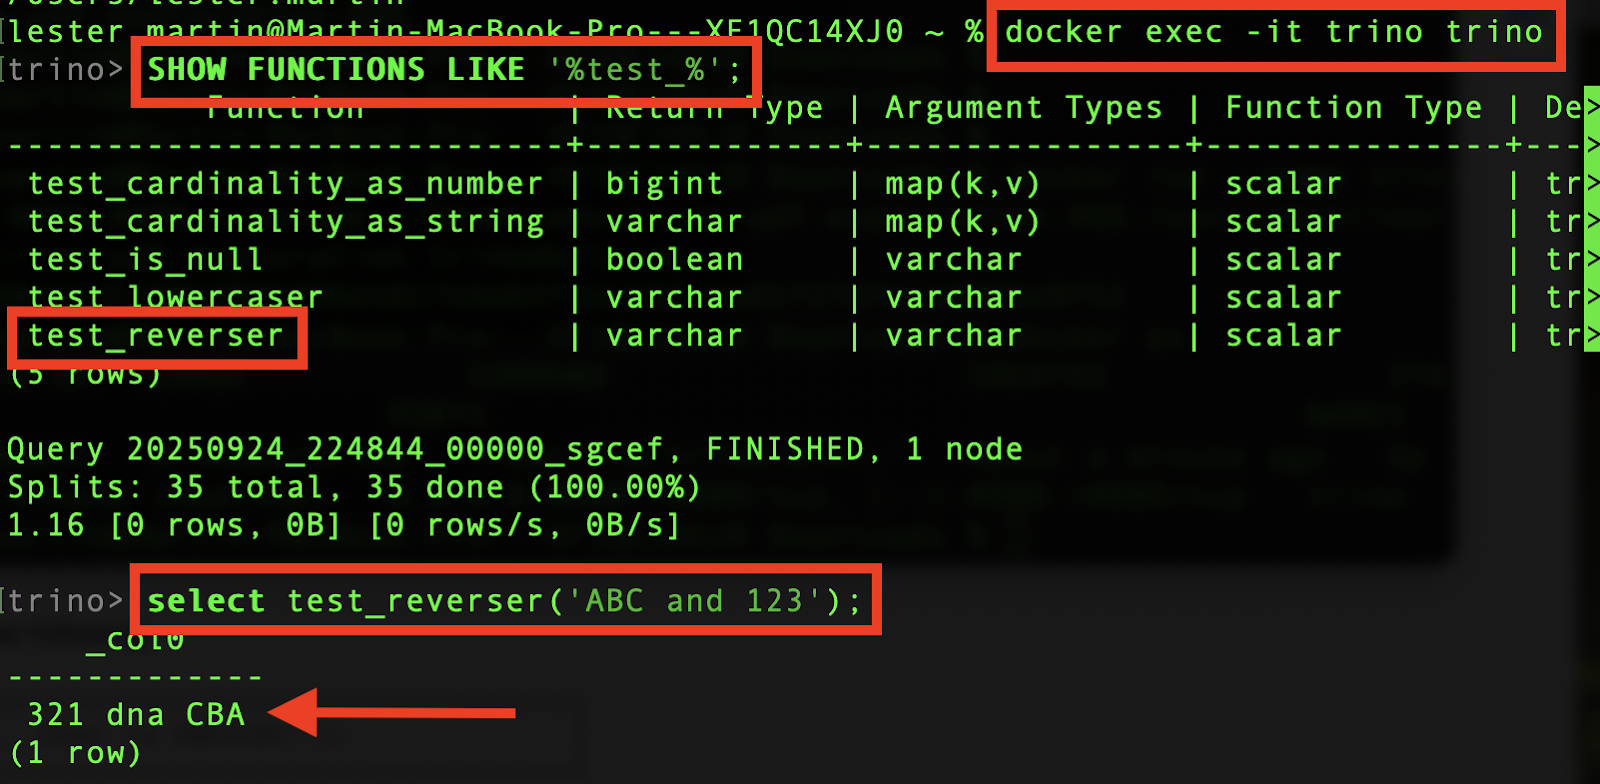 lester.martin@Martin-MacBook-Pro---XF1QC14XJ0 ~ % docker exec -it trino trino
[trino> SHOW FUNCTIONS LIKE '%test_%';
Function | Return Type | Argument Types | Function Type | De>
-----------------------------+-------------+----------------+---------------+--->
test_cardinality_as_number | bigint | map(k,v) | scalar | tr>
test_cardinality_as_string | varchar | map(k,v) | scalar | tr>
test_is_null | boolean | varchar | scalar | tr>
test_lowercaser | varchar | varchar | scalar | tr>
test_reverser | varchar | varchar | scalar | tr>
(5 rows)
Query 20250924_224844_00000_sgcef, FINISHED, 1 node
Splits: 35 total, 35 done (100.00%)
1.16 [0 rows, 0B] [0 rows/s, 0B/s]
[trino> select test_reverser('ABC and 123');
_col0
-------------
321 dna CBA
(1 row)